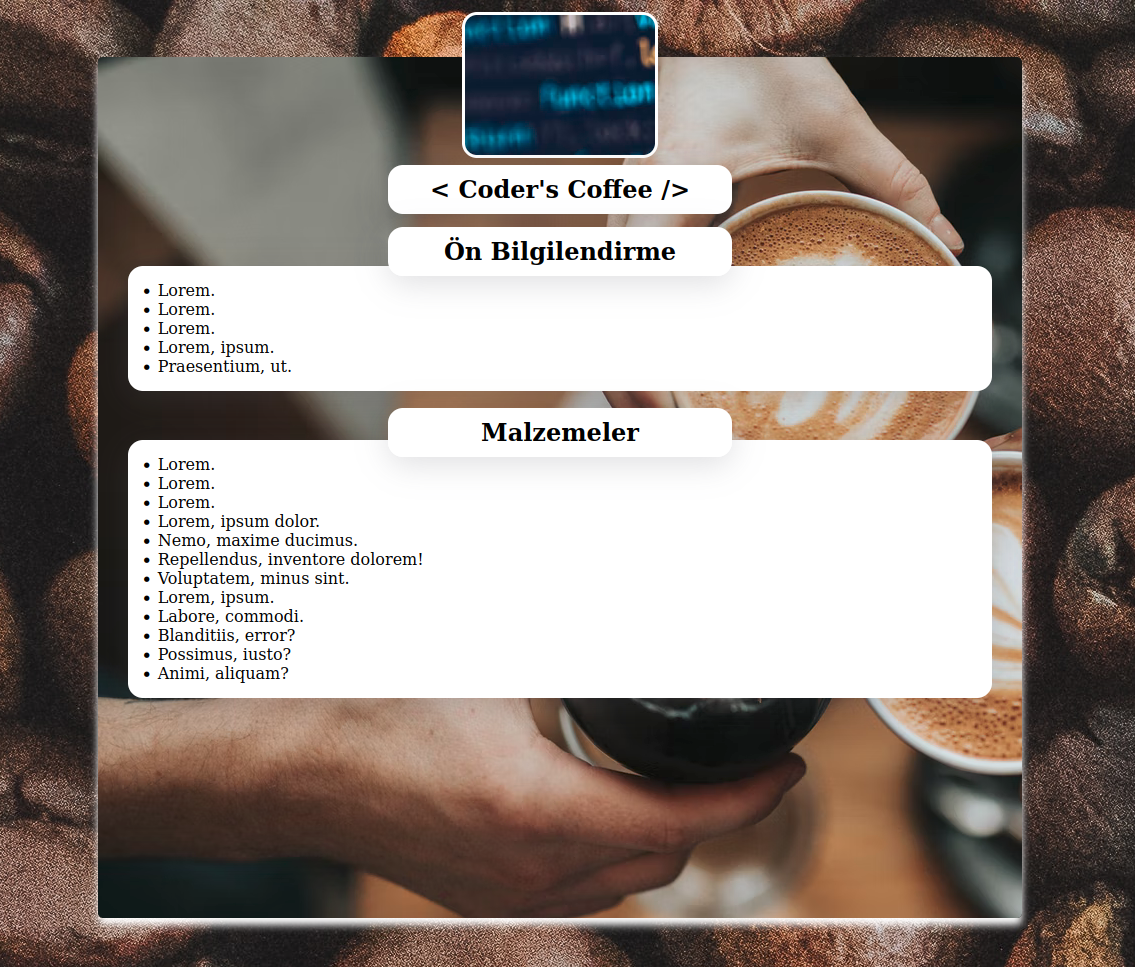 function
< Coder's Coffee />
Ön Bilgilendirme
• Lorem.
• Lorem.
• Lorem.
• Lorem, ipsum.
• Praesentium, ut.
Malzemeler
• Lorem.
• Lorem.
• Lorem.
• Lorem, ipsum dolor.
• Nemo, maxime ducimus.
• Repellendus, inventore dolorem!
• Voluptatem, minus sint.
• Lorem, ipsum.
• Labore, commodi.
• Blanditiis, error?
• Possimus, iusto?
• Animi, aliquam?